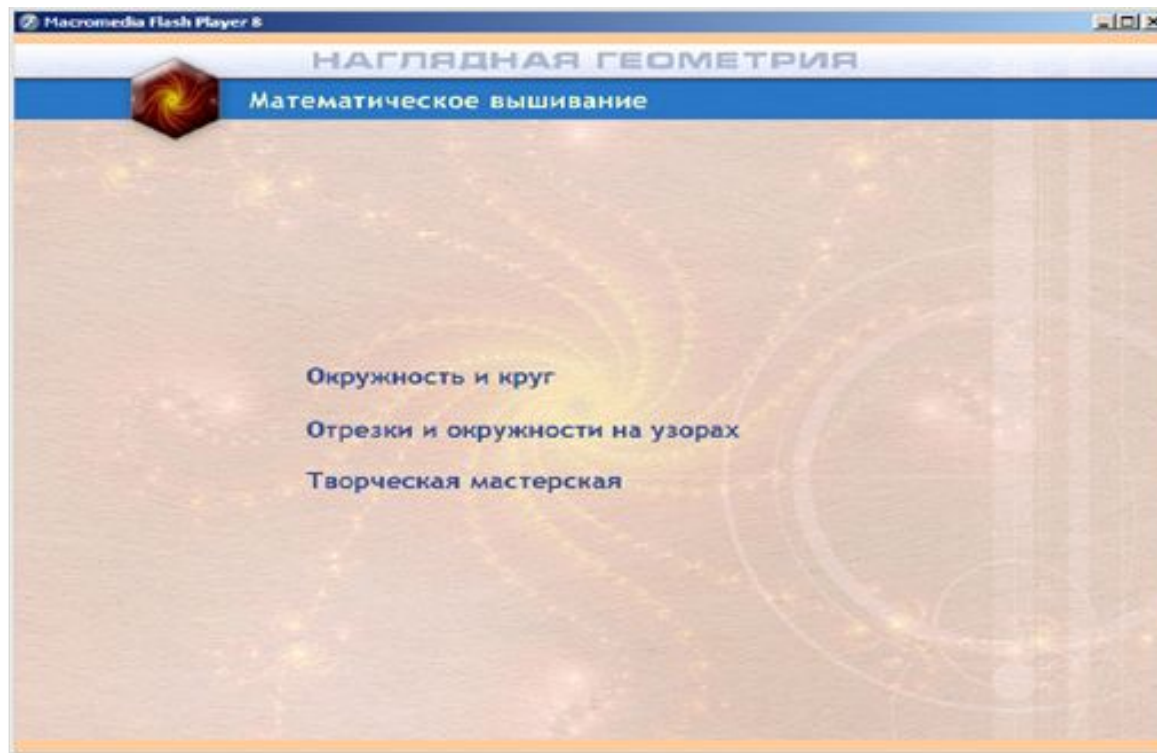 Macromedia Flash Player 8
НАГЛЯДНАЯ ГЕОМЕТРИЯ
Математическое вышивание
Окружность и круг
Отрезки и окружности на узорах
Творческая мастерская